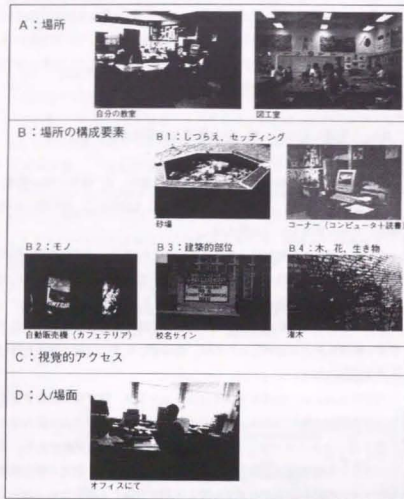 A：場所
自分の教室
図工室
B：場所の構成要素
B1：しつらえ、セッティング
砂場
コーナー（コンピュータ＋読書）
B2：モノ
B3：建築的部位
B4：木、花、生き物
自動販売機（カフェテリア）
校名サイン
灌木
C：視覚的アクセス
D：人/場面
オフィスにて